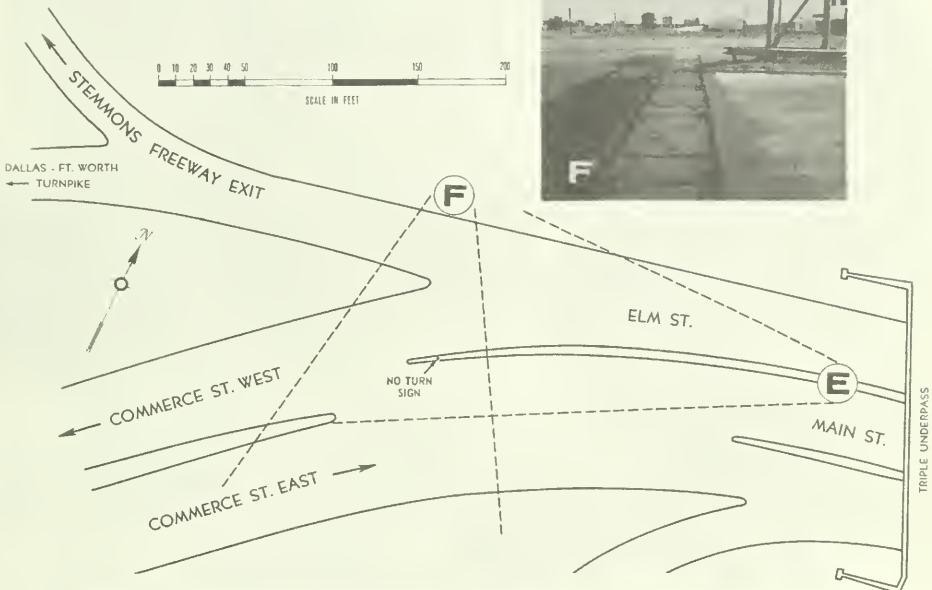 0 10 20 30 40 50 100 150 200
SCALE IN FEET
F
STEMMONS FREEWAY EXIT
DALLAS - FT. WORTH
← TURNPIKE
F
N
ELM ST.
NO TURN
SIGN
E
COMMERCE ST. WEST
MAIN ST.
TRIPLE UNDERPASS
COMMERCE ST. EAST